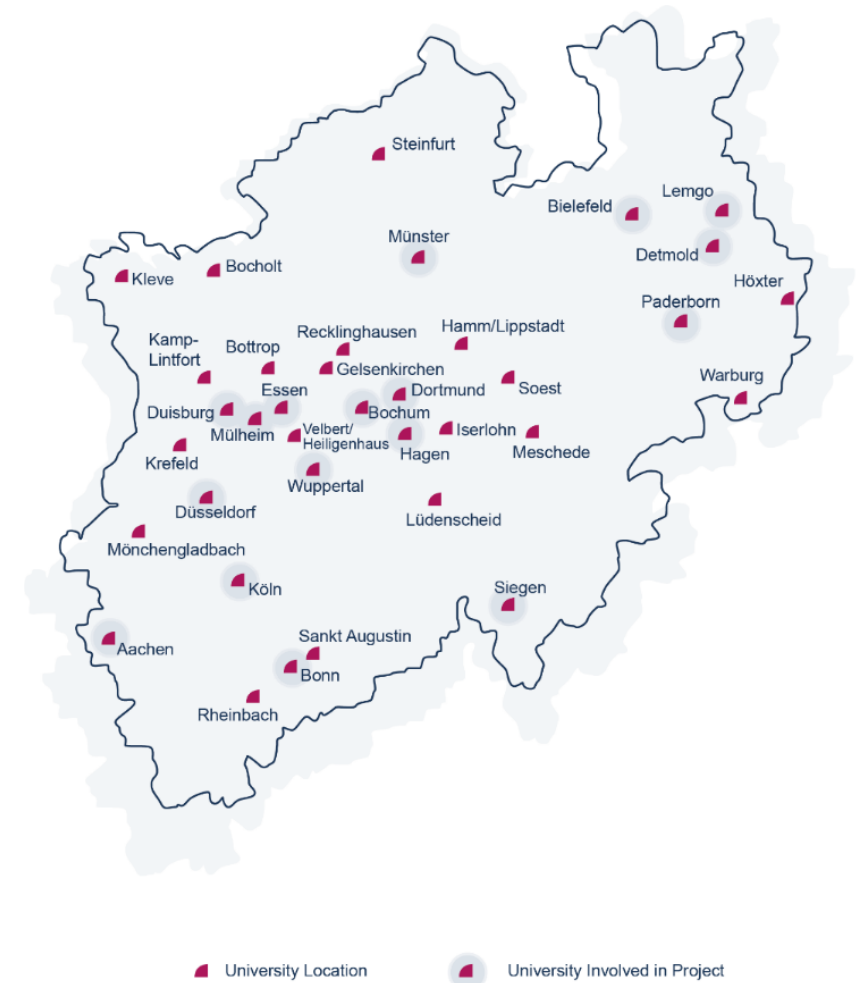 Steinfurt
Lemgo
Bielefeld
Münster
Detmold
Bocholt
Kleve
Höxter
Paderborn
Recklinghausen
Hamm/Lippstadt
Kamp-
Lintfort
Bottrop
Gelsenkirchen
Warburg
Essen
Dortmund
Soest
Duisburg
Bochum
Mülheim
Velbert/
Heiligenhaus
Iserlohn
Hagen
Meschede
Krefeld
Wuppertal
Düsseldorf
Lüdenscheid
Mönchengladbach
Köln
Siegen
Sankt Augustin
Aachen
Bonn
Rheinbach
University Location
University Involved in Project